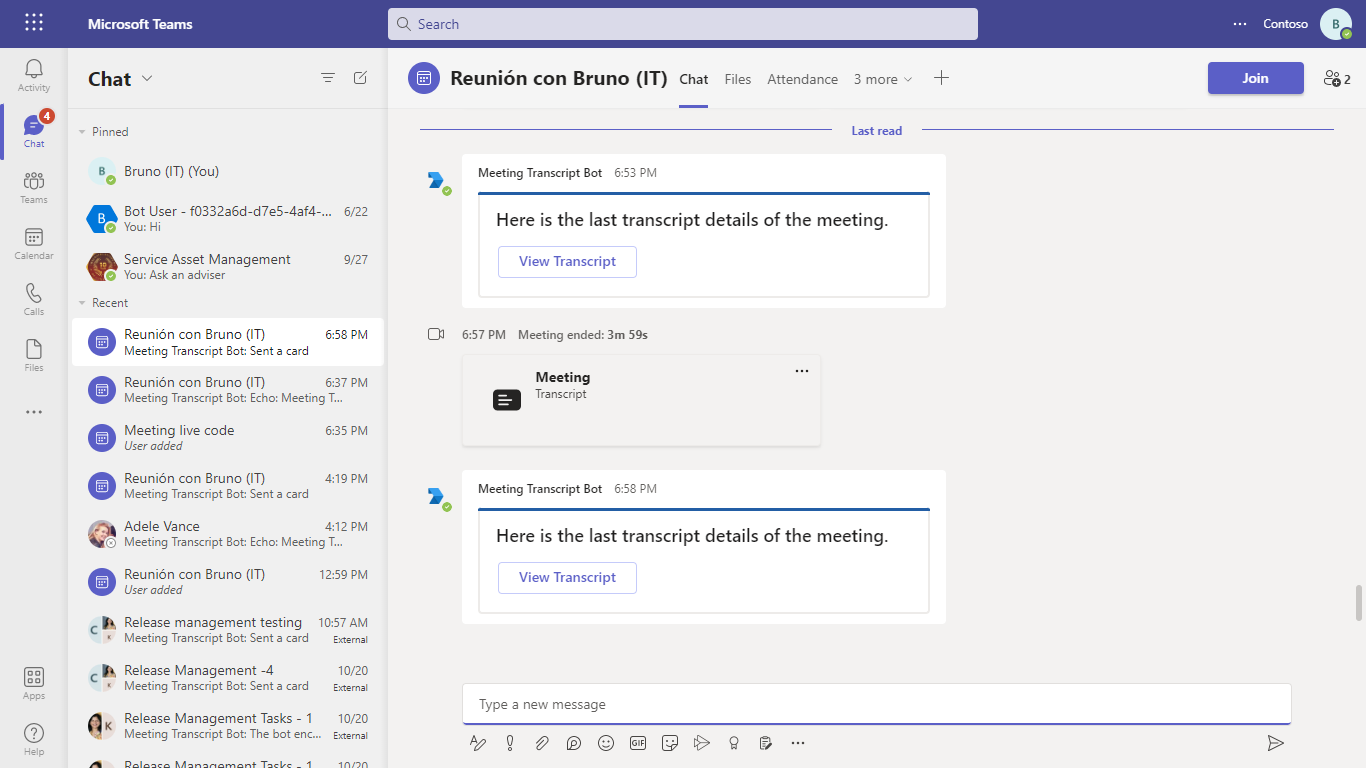 Microsoft Teams
Search
Contoso
B
Activity
4
Chat
Teams
Calendar
Calls
Files
Apps
Help
Chat
Pinned
B
Bruno (IT) (You)
B
Bot User - f0332a6d-d7e5-4af4-... 6/22
You: Hi
Service Asset Management 9/27
You: Ask an adviser
Recent
Reunión con Bruno (IT) 6:58 PM
Meeting Transcript Bot: Sent a card
Reunión con Bruno (IT) 6:37 PM
Meeting Transcript Bot: Echo: Meeting T...
Meeting live code 6:35 PM
User added
Reunión con Bruno (IT) 4:19 PM
Meeting Transcript Bot: Sent a card
Adele Vance 4:12 PM
Meeting Transcript Bot: Echo: Meeting T...
Reunión con Bruno (IT) 12:59 PM
User added
C K
Release management testing 10:57 AM
Meeting Transcript Bot: Sent a card External
C K
Release Management -4 10/20
Meeting Transcript Bot: Sent a card External
K
Release Management Tasks - 1 10/20
Meeting Transcript Bot: The bot enc... External
Release Management Tasks - 1 10/20
Reunión con Bruno (IT) Chat Files Attendance 3 more
Join
2
Last read
Meeting Transcript Bot 6:53 PM
Here is the last transcript details of the meeting.
View Transcript
6:57 PM Meeting ended: 3m 59s
Meeting
Transcript
Meeting Transcript Bot 6:58 PM
Here is the last transcript details of the meeting.
View Transcript
Type a new message
GIF